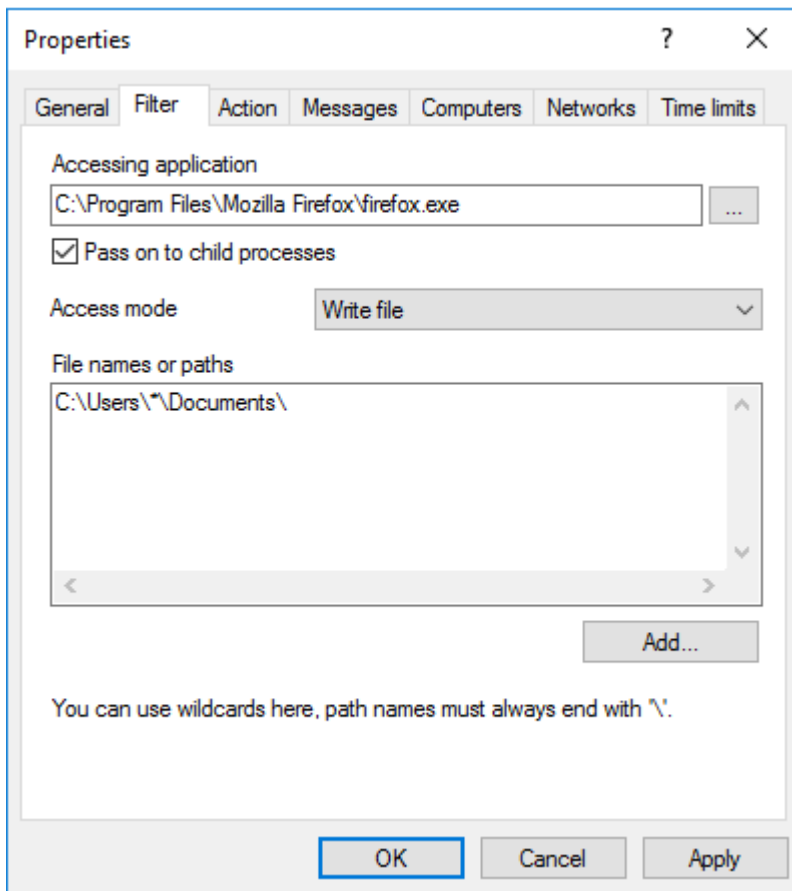 Properties
General Filter Action Messages Computers Networks Time limits
Accessing application
C:\Program Files\Mozilla Firefox\firefox.exe ...
Pass on to child processes
Access mode Write file
File names or paths
C:\Users\*\Documents\
Add...
You can use wildcards here, path names must always end with '\'.
OK Cancel Apply